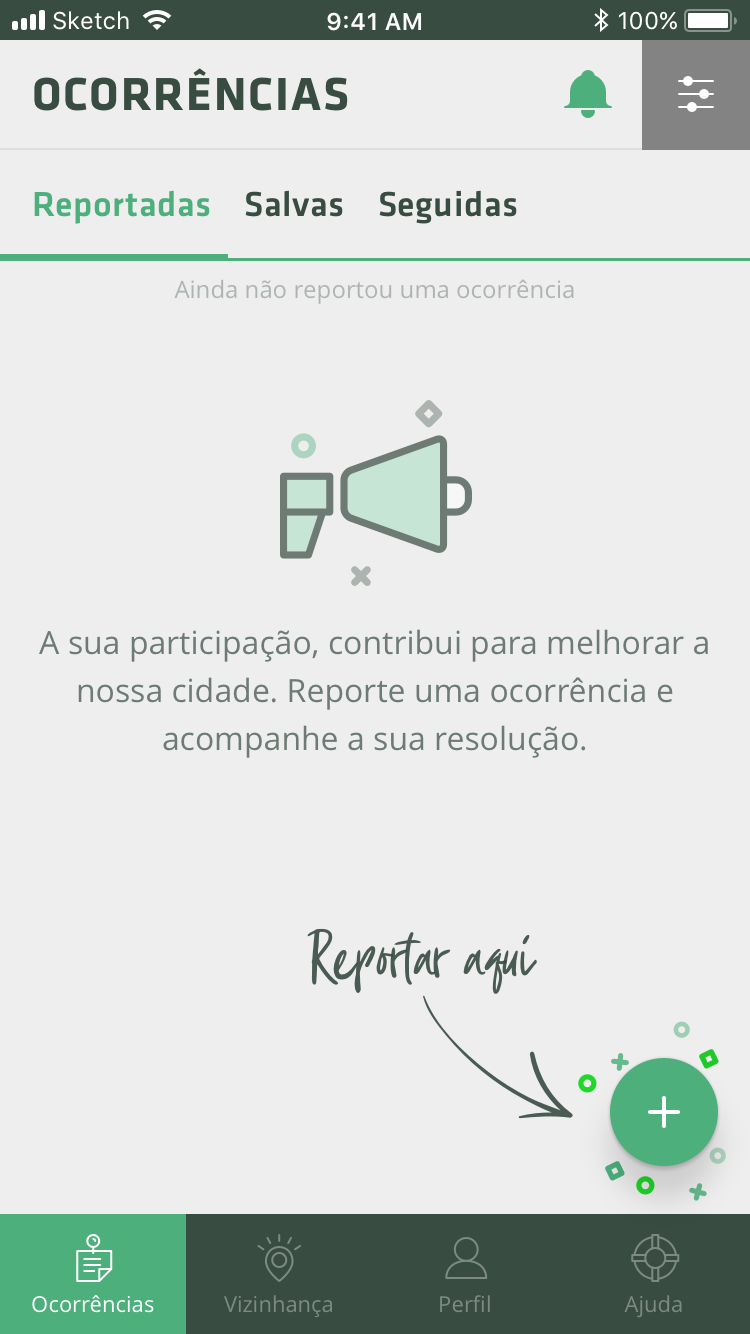 Sketch 9:41 AM 100%
OCORRÊNCIAS
Reportadas Salvas Seguidas
Ainda não reportou uma ocorrência
A sua participação, contribui para melhorar a
nossa cidade. Reporte uma ocorrência e
acompanhe a sua resolução.
Reportar aqui
Ocorrências Vizinhança Perfil Ajuda